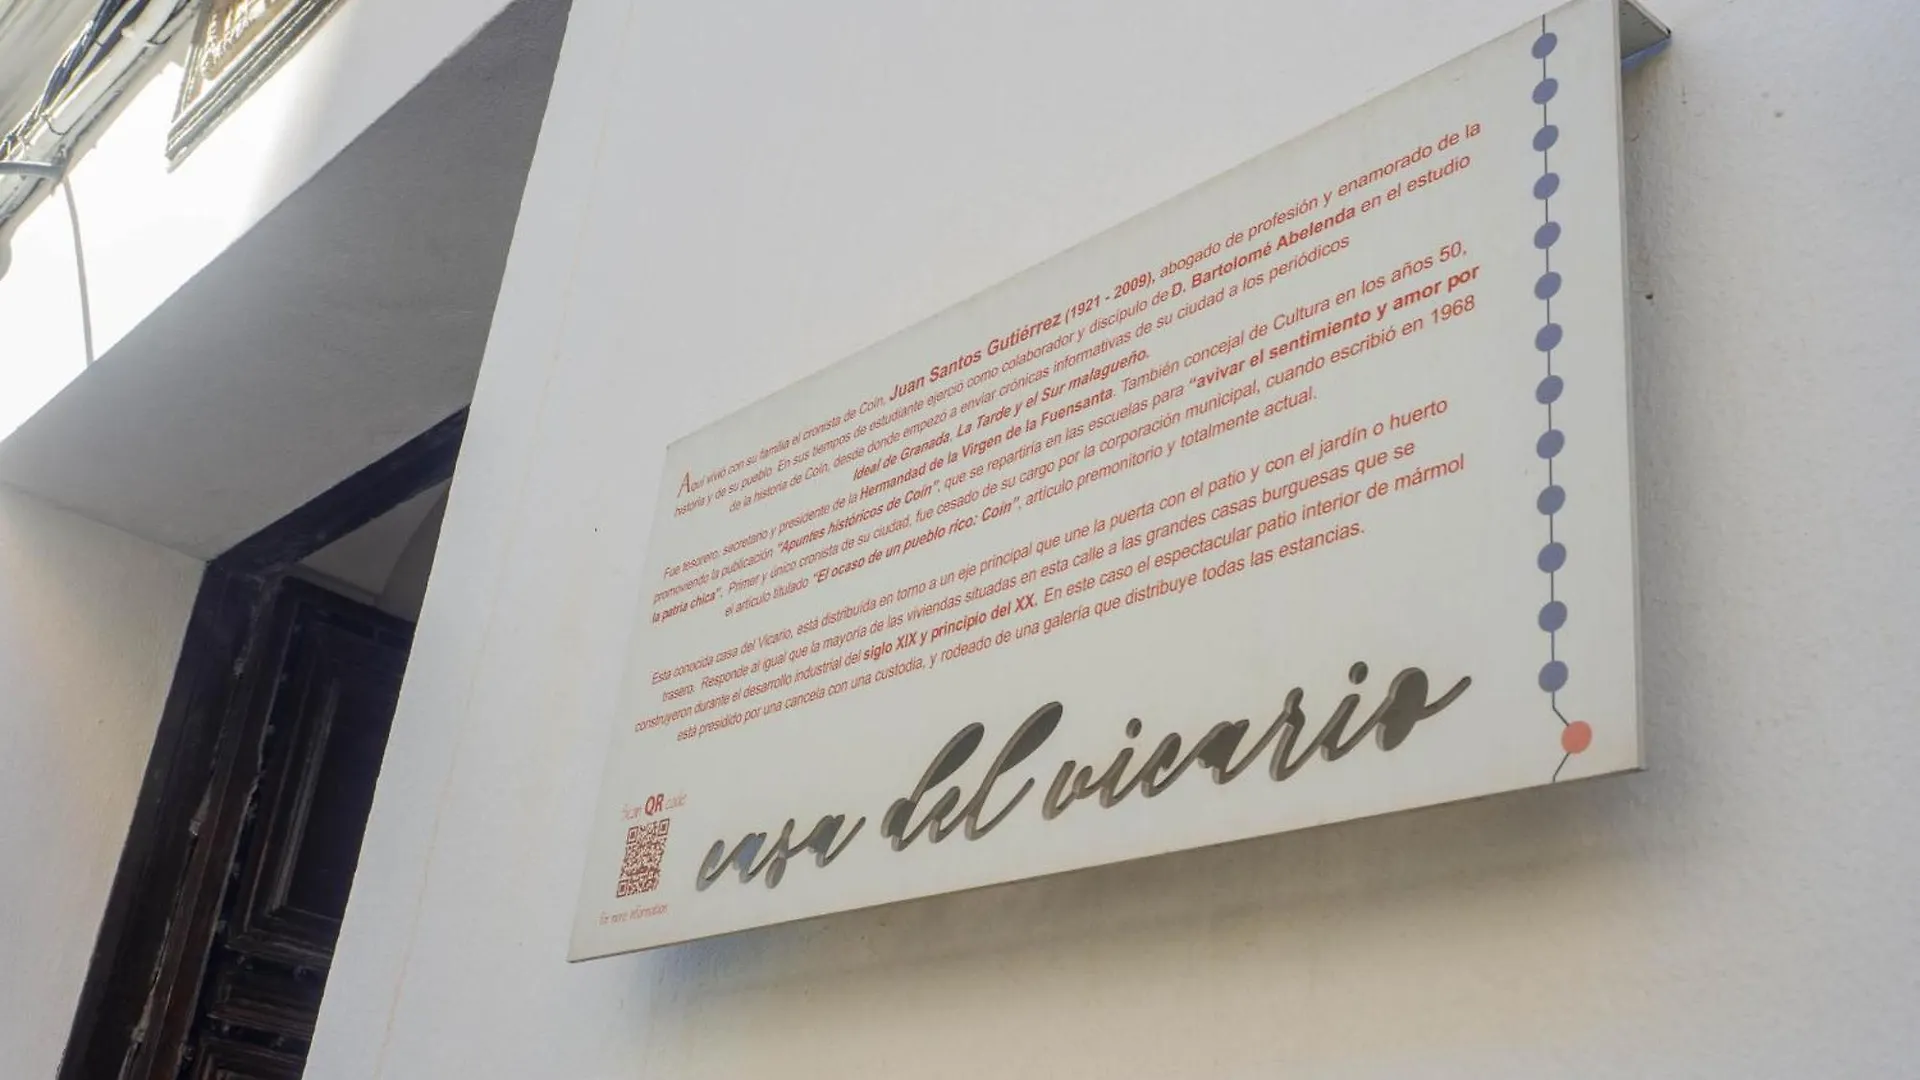 Aquí vivió con su familia el cronista de Coín, Juan Santos Gutiérrez (1921 - 2009), abogado de profesión y enamorado de la
historia y de su pueblo. En sus tiempos de estudiante ejerció como colaborador y discípulo de D. Bartolomé Abelenda en el estudio
de la historia de Coín, desde donde empezó a enviar crónicas informativas de su ciudad a los periódicos
Ideal de Granada, La Tarde y el Sur malagueño.
Fue tesorero, secretario y presidente de la Hermandad de la Virgen de la Fuensanta. También concejal de Cultura en los años 50,
promoviendo la publicación "Apuntes históricos de Coín", que se repartiría en las escuelas para "avivar el sentimiento y amor por
la patria chica". Primer y único cronista de su ciudad, fue cesado de su cargo por la corporación municipal, cuando escribió en 1968
el artículo titulado "El ocaso de un pueblo rico: Coín", artículo premonitorio y totalmente actual.
Esta conocida casa del Vicario, está distribuída en torno a un eje principal que une la puerta con el patio y con el jardín o huerto
trasero. Responde al igual que la mayoría de las viviendas situadas en esta calle a las grandes casas burguesas que se
construyeron durante el desarrollo industrial del siglo XIX y principio del XX. En este caso el espectacular patio interior de mármol
está presidido por una cancela con una custodia, y rodeado de una galería que distribuye todas las estancias.
casa del vicario
Scan QR code
for more information